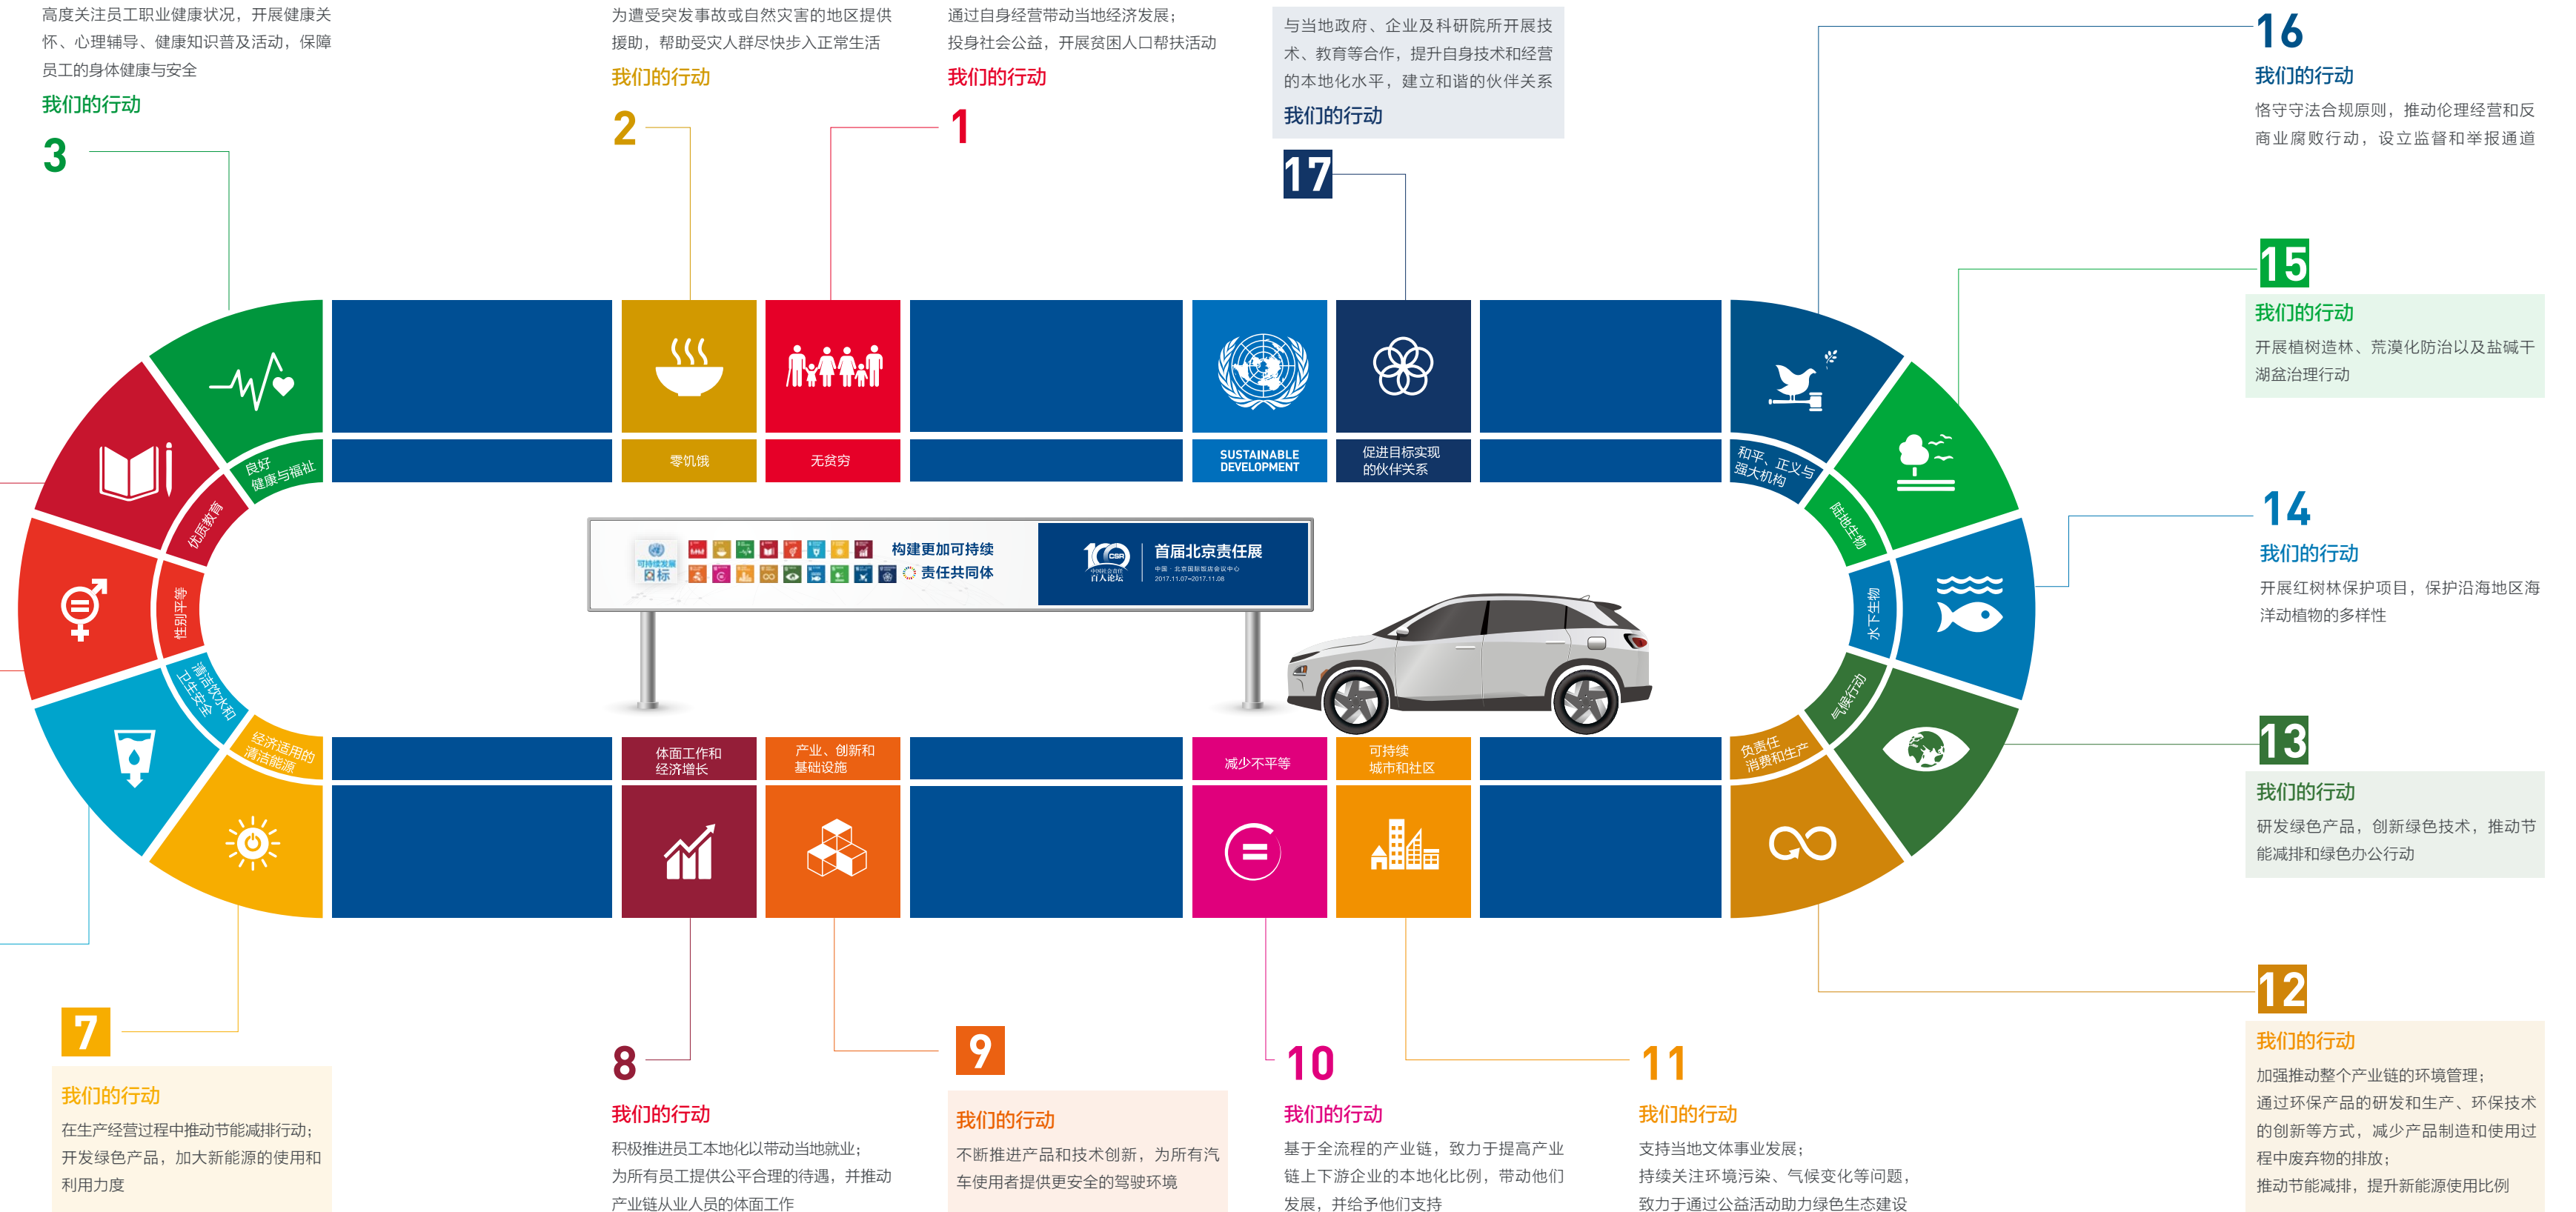 高度关注员工职业健康状况，开展健康关
怀、心理辅导、健康知识普及活动，保障
员工的身体健康与安全
我们的行动
3
为遭受突发事故或自然灾害的地区提供
援助，帮助受灾人群尽快步入正常生活
我们的行动
2
通过自身经营带动当地经济发展；
投身社会公益，开展贫困人口帮扶活动
我们的行动
1
与当地政府、企业及科研院所开展技
术、教育等合作，提升自身技术和经营
的本地化水平，建立和谐的伙伴关系
我们的行动
17
16
我们的行动
恪守守法合规原则，推动伦理经营和反
商业腐败行动，设立监督和举报通道
15
我们的行动
开展植树造林、荒漠化防治以及盐碱干
湖盆治理行动
14
我们的行动
开展红树林保护项目，保护沿海地区海
洋动植物的多样性
13
我们的行动
研发绿色产品，创新绿色技术，推动节
能减排和绿色办公行动
12
我们的行动
加强推动整个产业链的环境管理；
通过环保产品的研发和生产、环保技术
的创新等方式，减少产品制造和使用过
程中废弃物的排放；
推动节能减排，提升新能源使用比例
良好
健康与福祉
零饥饿
无贫穷
SUSTAINABLE
DEVELOPMENT
促进目标实现
的伙伴关系
和平、正义与
强大机构
陆地生物
水下生物
气候行动
负责任
消费和生产
优质教育
性别平等
清洁饮水和
卫生安全
经济适用的
清洁能源
可持续发展
目标
构建更加可持续
责任共同体
CSR
中国社会责任
百人论坛
首届北京责任展
中国·北京国际饭店会议中心
2017.11.07-2017.11.08
体面工作和
经济增长
产业、创新和
基础设施
减少不平等
可持续
城市和社区
7
我们的行动
在生产经营过程中推动节能减排行动；
开发绿色产品，加大新能源的使用和
利用力度
8
我们的行动
积极推进员工本地化以带动当地就业；
为所有员工提供公平合理的待遇，并推动
产业链从业人员的体面工作
9
我们的行动
不断推进产品和技术创新，为所有汽
车使用者提供更安全的驾驶环境
10
我们的行动
基于全流程的产业链，致力于提高产业
链上下游企业的本地化比例，带动他们
发展，并给予他们支持
11
我们的行动
支持当地文体事业发展；
持续关注环境污染、气候变化等问题，
致力于通过公益活动助力绿色生态建设